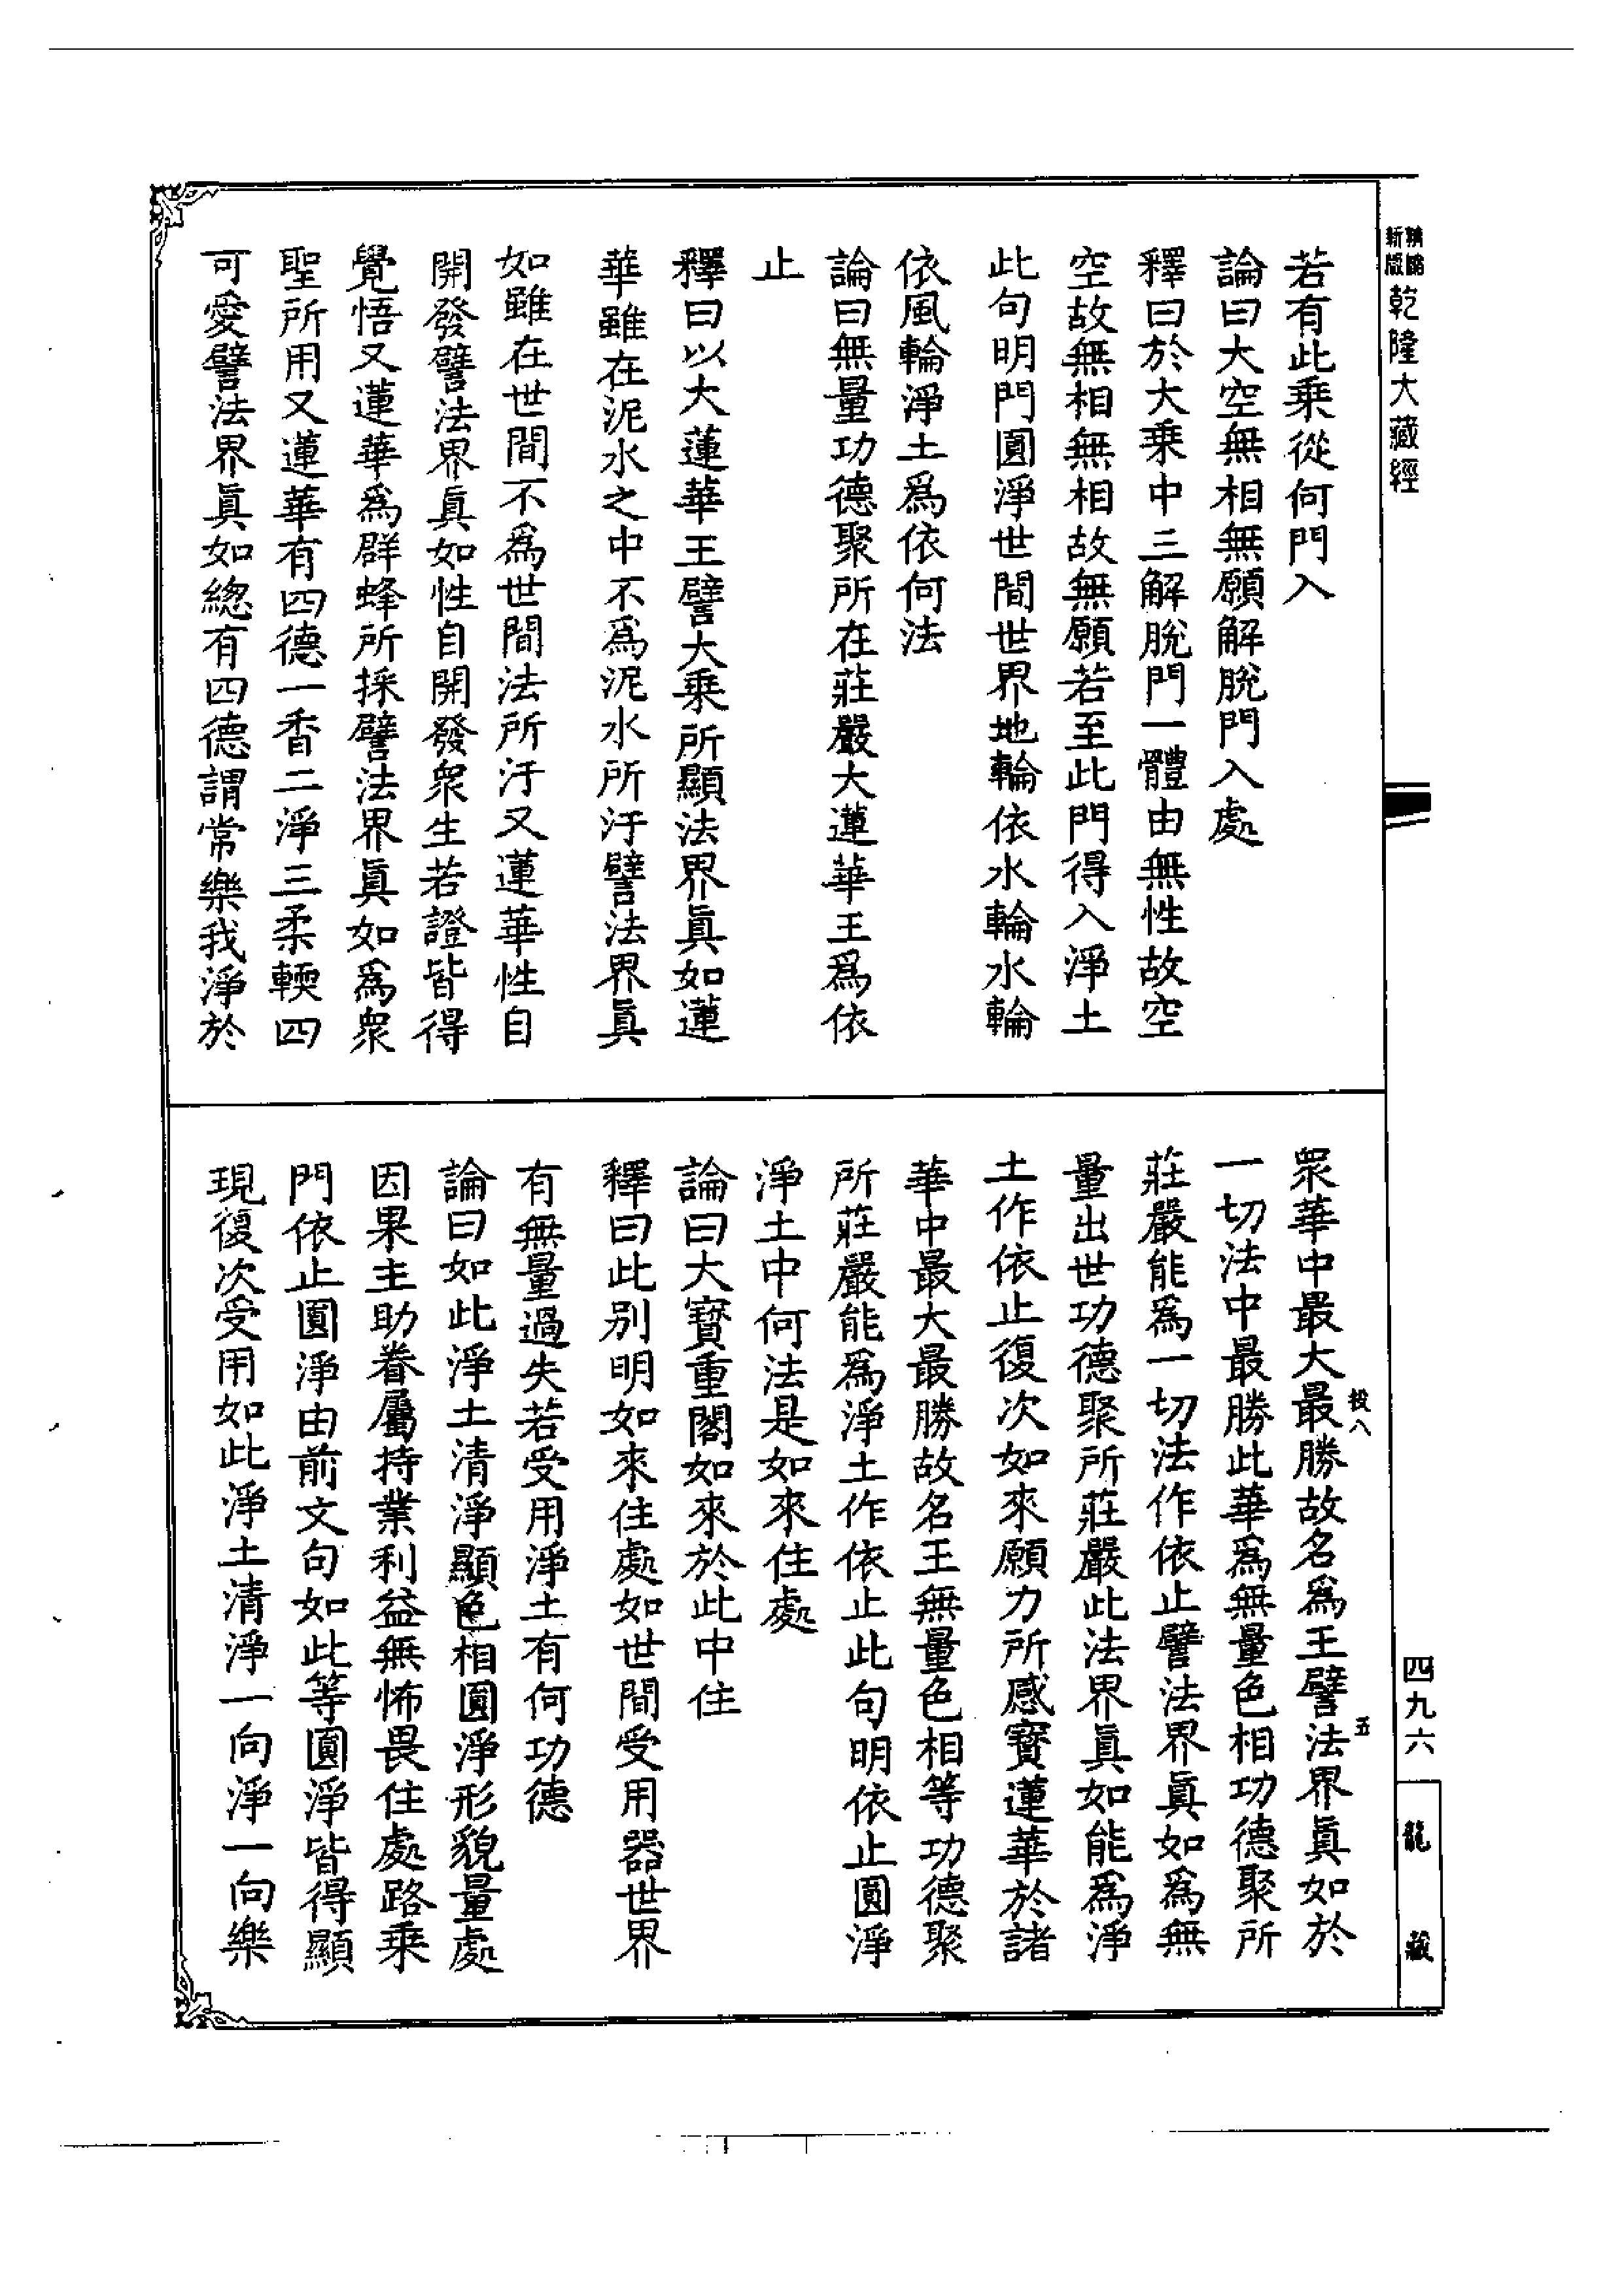 精縮新版乾隆大藏經
若有此乘從何門入
論曰大空無相無願解脫門入處
釋曰於大乘中三解脫門一體由無性故空
空故無相無相故無願若至此門得入淨土
此句明門圓淨世間世界地輪依水輪水輪
依風輪淨土爲依何法
論曰無量功德聚所在莊嚴大蓮華王爲依
止
釋曰以大蓮華王譬大乘所顯法界眞如蓮
華雖在泥水之中不爲泥水所汙譬法界眞
如雖在世間不爲世間法所汙又蓮華性自
開發譬法界眞如性自開發衆生若證皆得
覺悟又蓮華爲群蜂所採譬法界眞如爲衆
聖所用又蓮華有四德一香二淨三柔輭四
可愛譬法界眞如總有四德謂常樂我淨於
衆華中最大最勝故名爲王譬法界眞如於
一切法中最勝此華爲無量色相功德聚所
莊嚴能爲一切法作依止譬法界眞如爲無
量出世功德聚所莊嚴此法界眞如能爲淨
土作依止復次如來願力所感寶蓮華於諸
華中最大最勝故名王無量色相等功德聚
所莊嚴能爲淨土作依止此句明依止圓淨
淨土中何法是如來住處
論曰大寶重閣如來於此中住
釋曰此別明如來住處如世間受用器世界
有無量過失若受用淨土有何功德
論曰如此淨土清淨顯色相圓淨形貌量處
因果主助眷屬持業利益無怖畏住處路乘
門依止圓淨由前文句如此等圓淨皆得顯
現復次受用如此淨土清淨一向淨一向樂
投八
五
四九六
龍藏